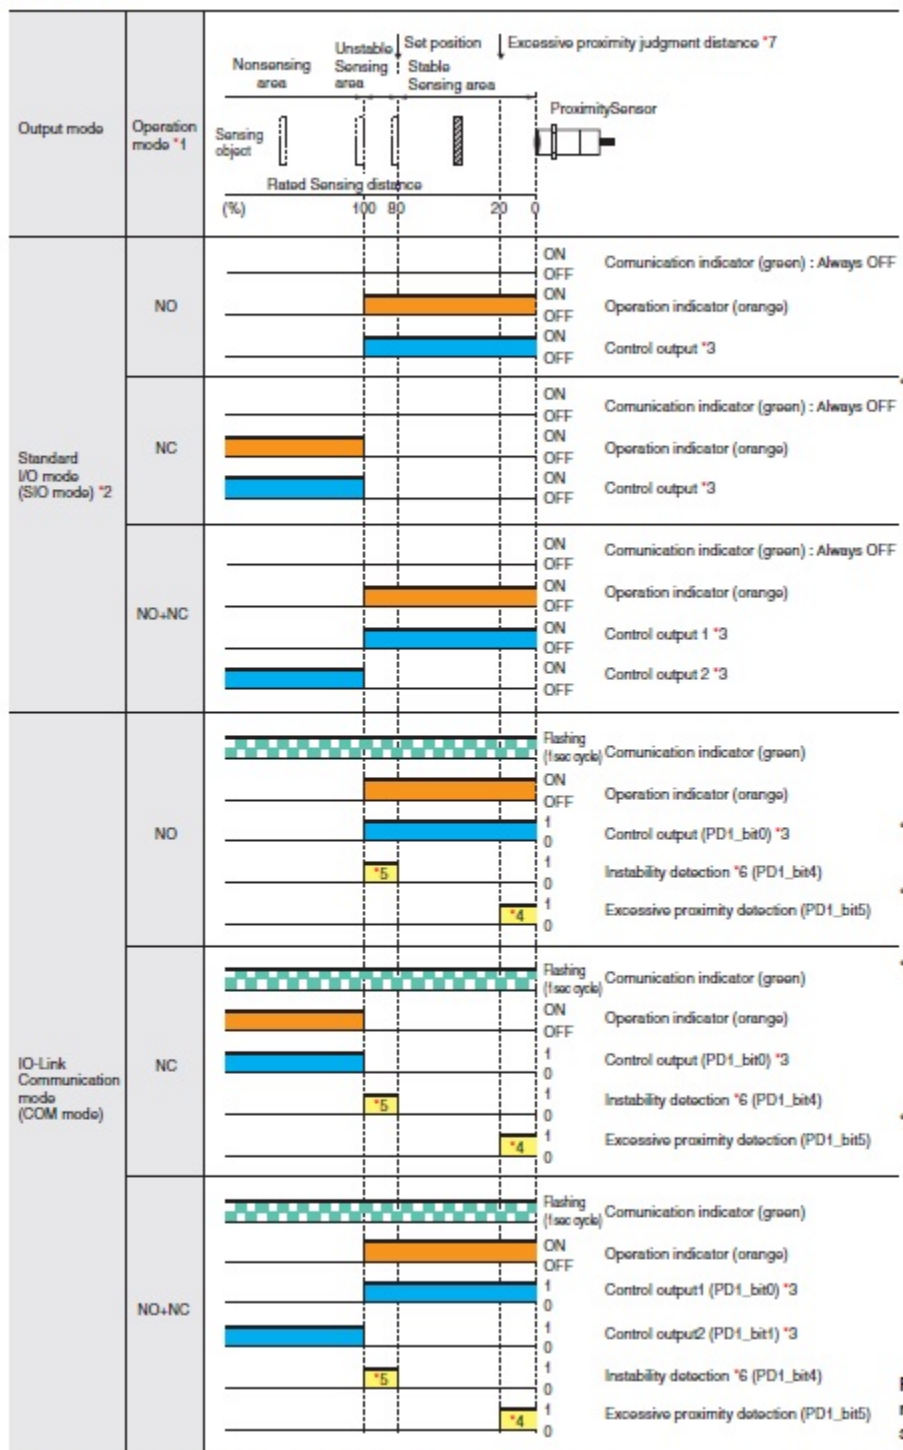 Output mode
Operation
mode *1
Nonsensing
area
Unstable
Sensing
area
Set position
Stable
Sensing area
Excessive proximity judgment distance *7
Sensing
object
ProximitySensor
Rated Sensing distance
(%)
100 80 20 0
Standard
I/O mode
(SIO mode) *2
NO
ON
OFF
Comunication indicator (green) : Always OFF
ON
OFF
Operation indicator (orange)
ON
OFF
Control output *3
NC
ON
OFF
Comunication indicator (green) : Always OFF
ON
OFF
Operation indicator (orange)
ON
OFF
Control output *3
NO+NC
ON
OFF
Comunication indicator (green) : Always OFF
ON
OFF
Operation indicator (orange)
ON
OFF
Control output 1 *3
ON
OFF
Control output 2 *3
IO-Link
Communication
mode
(COM mode)
NO
Flashing
(1sec cycle)
Comunication indicator (green)
ON
OFF
Operation indicator (orange)
1
0
Control output (PD1_bit0) *3
*5
1
0
Instability detection *6 (PD1_bit4)
*4
1
0
Excessive proximity detection (PD1_bit5)
NC
Flashing
(1sec cycle)
Comunication indicator (green)
ON
OFF
Operation indicator (orange)
1
0
Control output (PD1_bit0) *3
*5
1
0
Instability detection *6 (PD1_bit4)
*4
1
0
Excessive proximity detection (PD1_bit5)
NO+NC
Flashing
(1sec cycle)
Comunication indicator (green)
ON
OFF
Operation indicator (orange)
1
0
Control output1 (PD1_bit0) *3
1
0
Control output2 (PD1_bit1) *3
*5
1
0
Instability detection *6 (PD1_bit4)
*4
1
0
Excessive proximity detection (PD1_bit5)